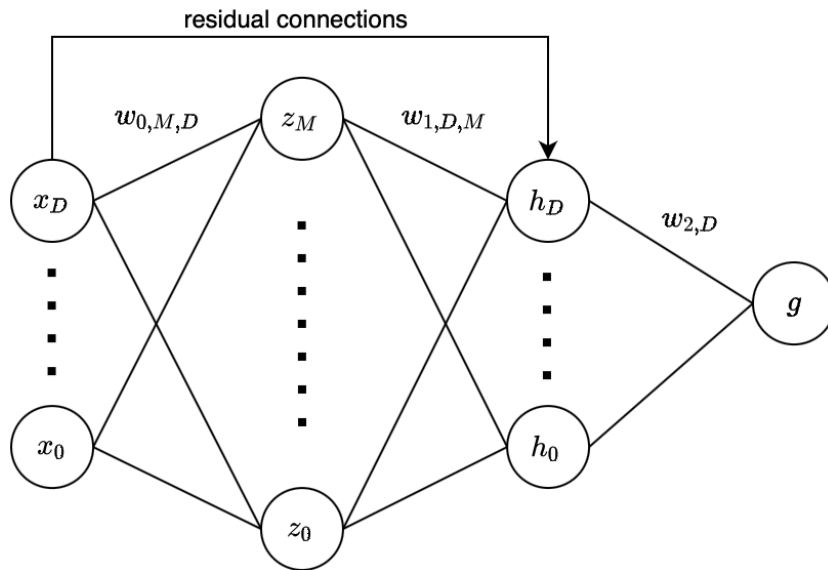 residual connections
w_{0,M,D}
z_M
w_{1,D,M}
x_D
h_D
w_{2,D}
g
x_0
h_0
z_0